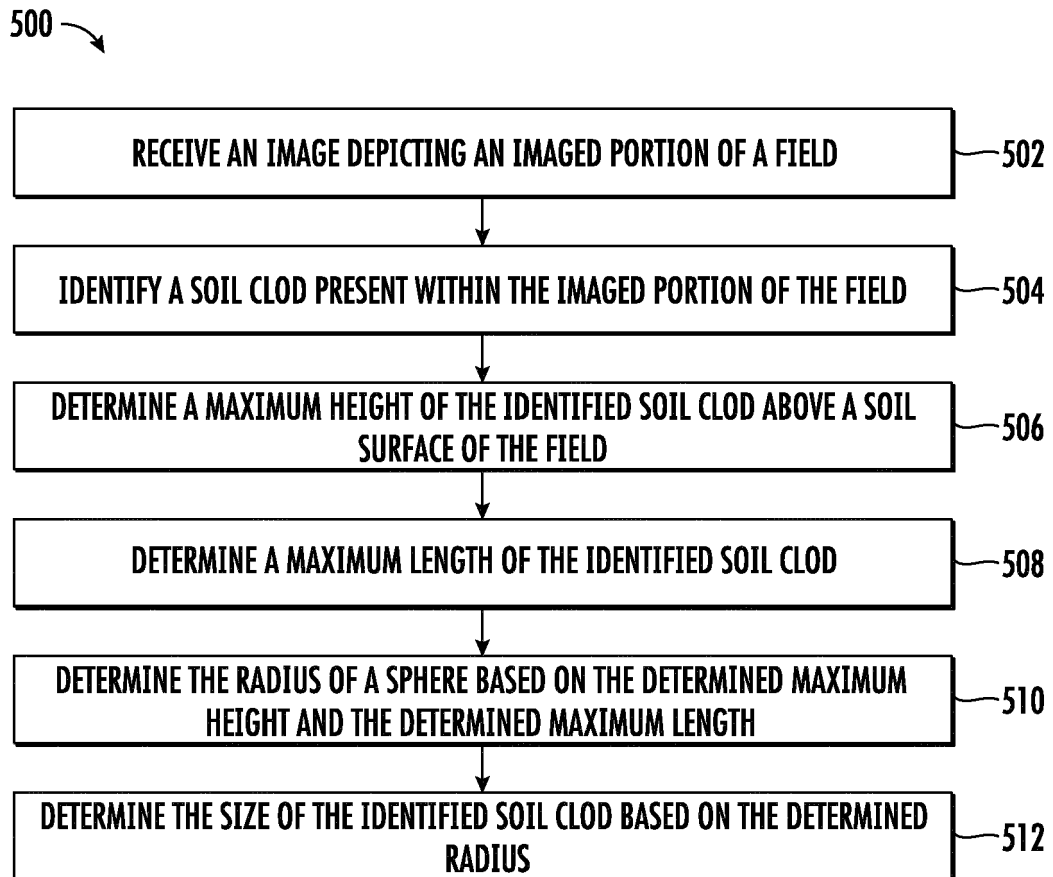 500
RECEIVE AN IMAGE DEPICTING AN IMAGED PORTION OF A FIELD
502
IDENTIFY A SOIL CLOD PRESENT WITHIN THE IMAGED PORTION OF THE FIELD
504
DETERMINE A MAXIMUM HEIGHT OF THE IDENTIFIED SOIL CLOD ABOVE A SOIL
SURFACE OF THE FIELD
506
DETERMINE A MAXIMUM LENGTH OF THE IDENTIFIED SOIL CLOD
508
DETERMINE THE RADIUS OF A SPHERE BASED ON THE DETERMINED MAXIMUM
HEIGHT AND THE DETERMINED MAXIMUM LENGTH
510
DETERMINE THE SIZE OF THE IDENTIFIED SOIL CLOD BASED ON THE DETERMINED
RADIUS
512